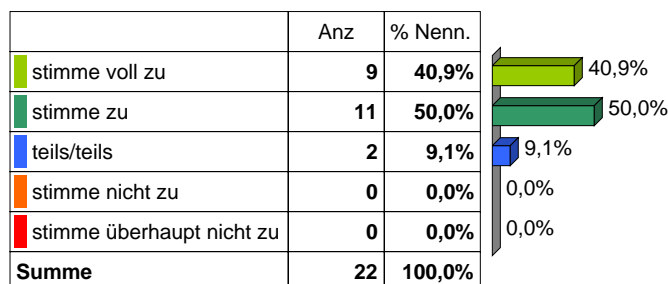 Anz % Nenn.
stimme voll zu 9 40,9% 40,9%
stimme zu 11 50,0% 50,0%
teils/teils 2 9,1% 9,1%
stimme nicht zu 0 0,0% 0,0%
stimme überhaupt nicht zu 0 0,0% 0,0%
Summe 22 100,0%